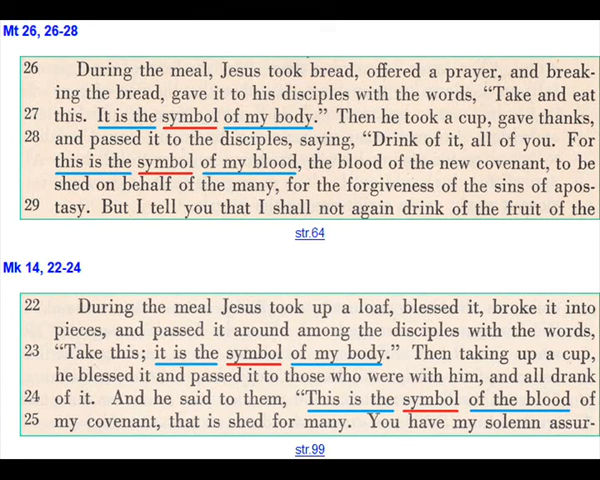 Mt 26, 26-28
26 During the meal, Jesus took bread, offered a prayer, and break-
ing the bread, gave it to his disciples with the words, “Take and eat
27 this. It is the symbol of my body.” Then he took a cup, gave thanks,
28 and passed it to the disciples, saying, “Drink of it, all of you. For
this is the symbol of my blood, the blood of the new covenant, to be
shed on behalf of the many, for the forgiveness of the sins of apos-
29 tasy. But I tell you that I shall not again drink of the fruit of the
str.64
Mk 14, 22-24
22 During the meal Jesus took up a loaf, blessed it, broke it into
pieces, and passed it around among the disciples with the words,
23 “Take this; it is the symbol of my body.” Then taking up a cup,
he blessed it and passed it to those who were with him, and all drank
24 of it. And he said to them, “This is the symbol of the blood of
25 my covenant, that is shed for many. You have my solemn assur-
str.99